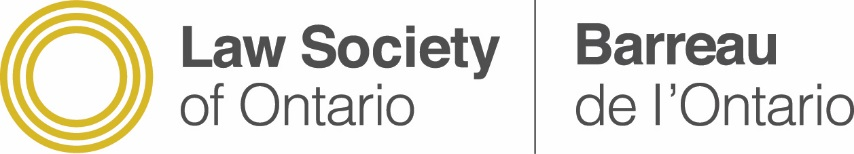 Law Society
of Ontario
Barreau
de l'Ontario